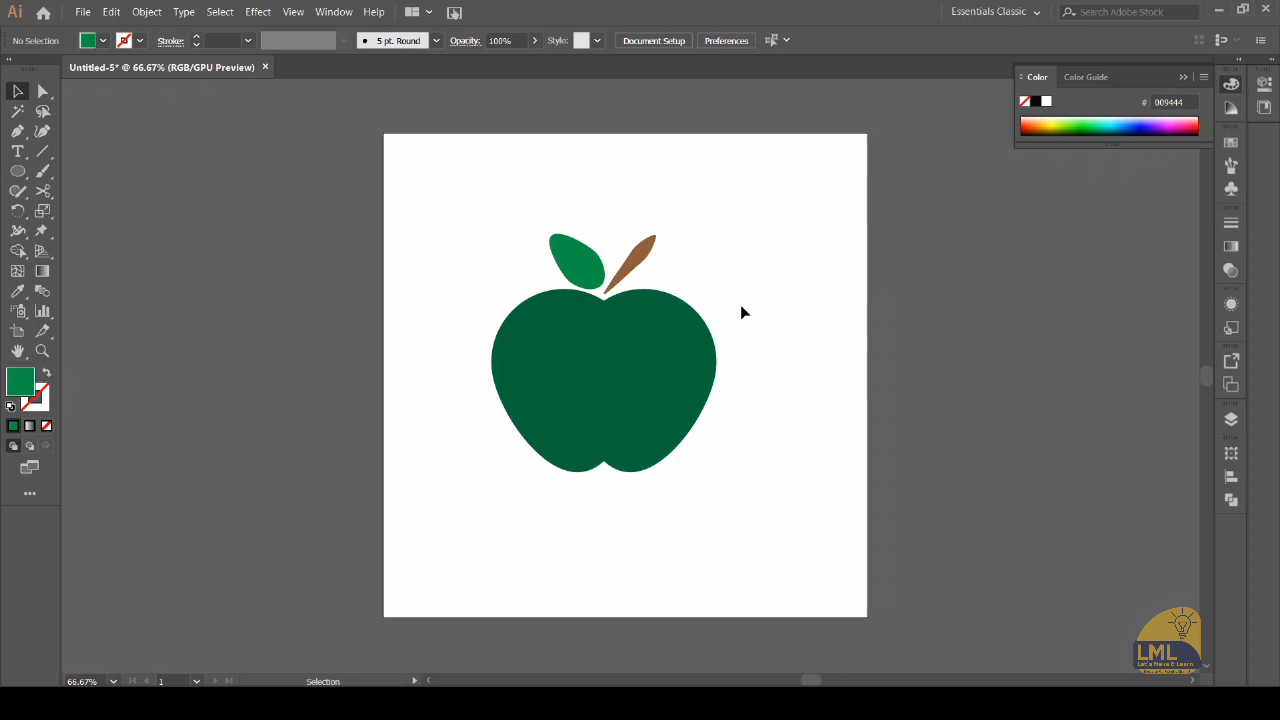 Ai File Edit Object Type Select Effect View Window Help Essentials Classic Search Adobe Stock
No Selection Stroke: 5 pt. Round Opacity: 100% Style: Document Setup Preferences
Untitled-5* @ 66.67% (RGB/GPU Preview) ×
Color Color Guide
# 009444
LML
Let's Make & Learn
66.67% 1 Selection